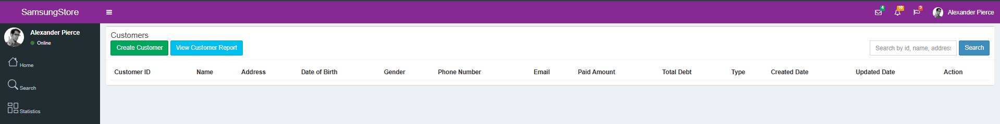 SamsungStore
4
10
9
Alexander Pierce
Alexander Pierce
Online
Home
Search
Statistics
Customers
Create Customer View Customer Report
Search by id, name, address
Search
Customer ID Name Address Date of Birth Gender Phone Number Email Paid Amount Total Debt Type Created Date Updated Date Action